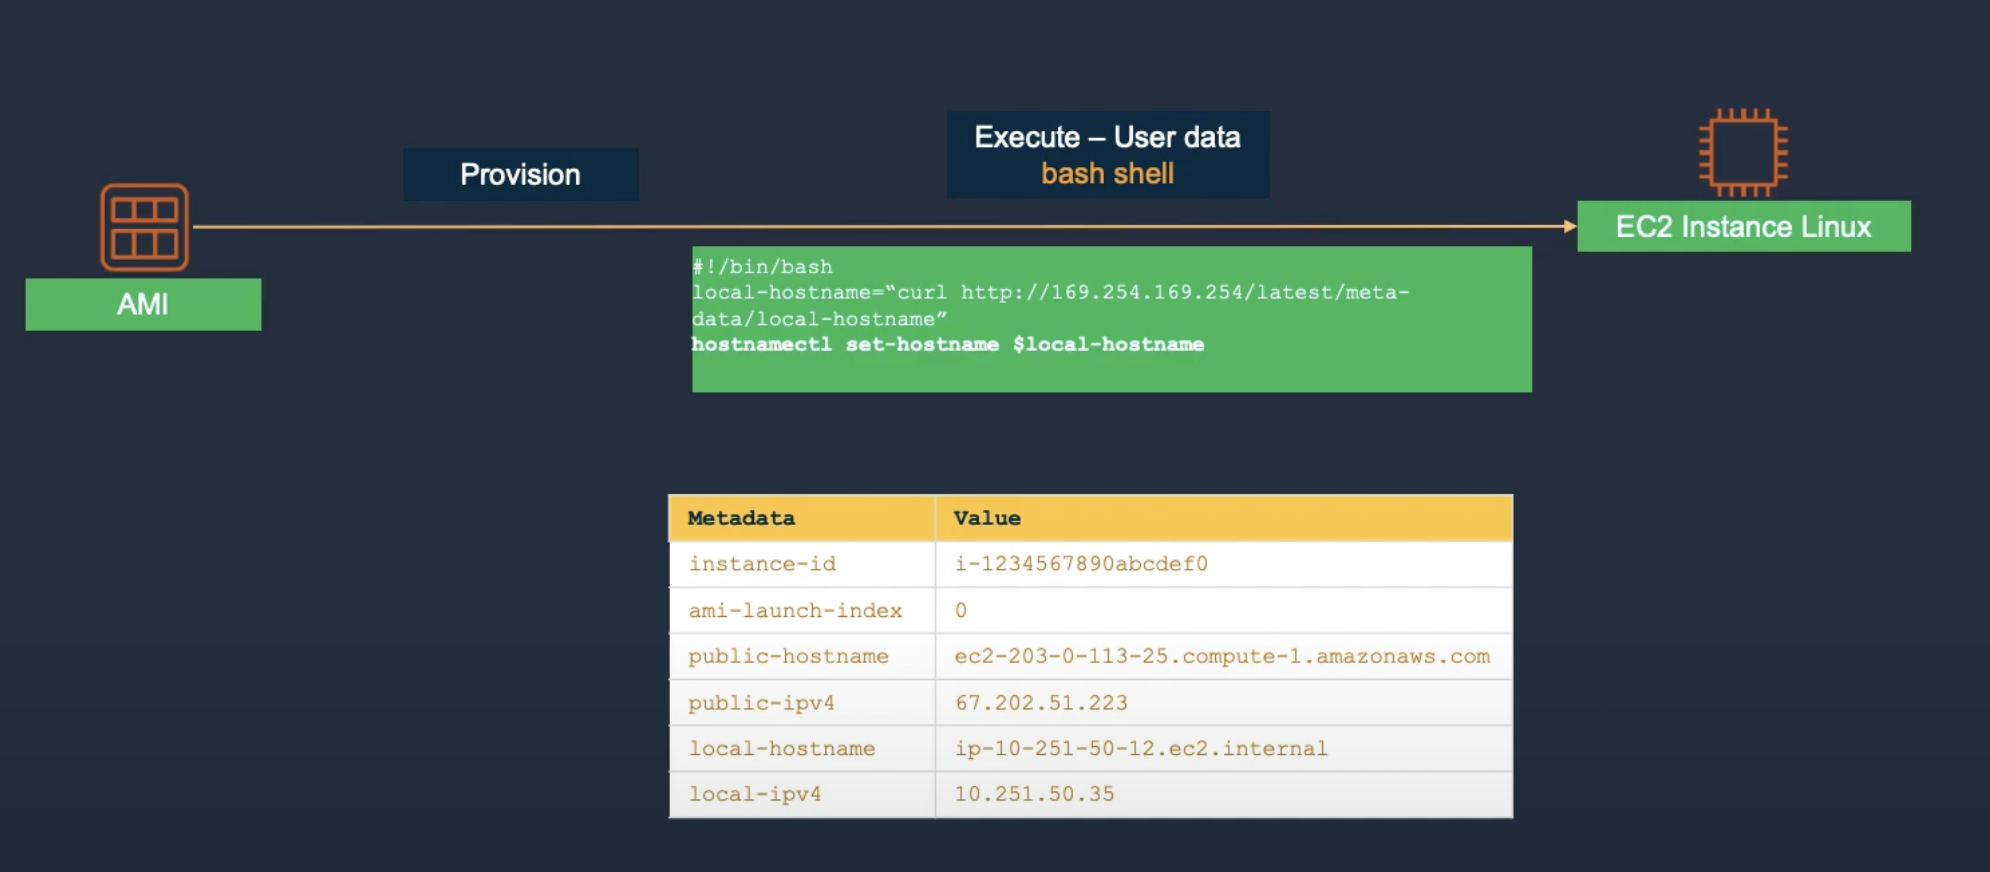 Provision
Execute – User data
bash shell
AMI
EC2 Instance Linux
#!/bin/bash
local-hostname=“curl http://169.254.169.254/latest/meta-
data/local-hostname”
hostnamectl set-hostname $local-hostname
Metadata Value
instance-id i-1234567890abcdef0
ami-launch-index 0
public-hostname ec2-203-0-113-25.compute-1.amazonaws.com
public-ipv4 67.202.51.223
local-hostname ip-10-251-50-12.ec2.internal
local-ipv4 10.251.50.35